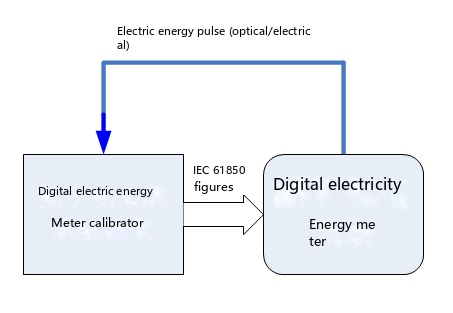 Electric energy pulse (optical/electric
al)
IEC 61850
figures
Digital electric energy
Meter calibrator
Digital electricity
Energy me
ter